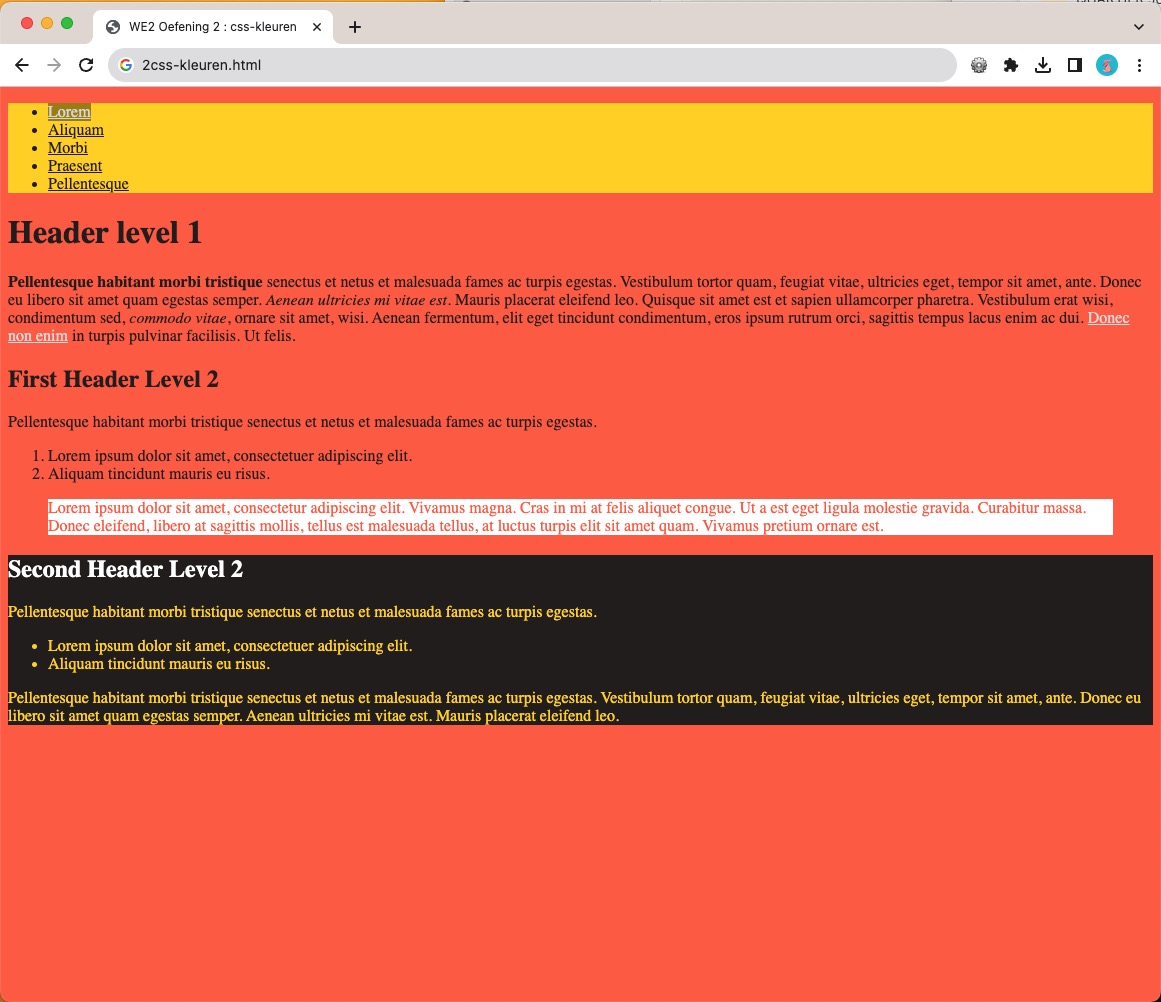 WE2 Oefening 2 : css-kleuren
2css-kleuren.html
• Lorem
• Aliquam
• Morbi
• Praesent
• Pellentesque
Header level 1
Pellentesque habitant morbi tristique senectus et netus et malesuada fames ac turpis egestas. Vestibulum tortor quam, feugiat vitae, ultricies eget, tempor sit amet, ante. Donec
eu libero sit amet quam egestas semper. Aenean ultricies mi vitae est. Mauris placerat eleifend leo. Quisque sit amet est et sapien ullamcorper pharetra. Vestibulum erat wisi,
condimentum sed, commodo vitae, ornare sit amet, wisi. Aenean fermentum, elit eget tincidunt condimentum, eros ipsum rutrum orci, sagittis tempus lacus enim ac dui. Donec
non enim in turpis pulvinar facilisis. Ut felis.
First Header Level 2
Pellentesque habitant morbi tristique senectus et netus et malesuada fames ac turpis egestas.
1. Lorem ipsum dolor sit amet, consectetuer adipiscing elit.
2. Aliquam tincidunt mauris eu risus.
Lorem ipsum dolor sit amet, consectetur adipiscing elit. Vivamus magna. Cras in mi at felis aliquet congue. Ut a est eget ligula molestie gravida. Curabitur massa.
Donec eleifend, libero at sagittis mollis, tellus est malesuada tellus, at luctus turpis elit sit amet quam. Vivamus pretium ornare est.
Second Header Level 2
Pellentesque habitant morbi tristique senectus et netus et malesuada fames ac turpis egestas.
• Lorem ipsum dolor sit amet, consectetuer adipiscing elit.
• Aliquam tincidunt mauris eu risus.
Pellentesque habitant morbi tristique senectus et netus et malesuada fames ac turpis egestas. Vestibulum tortor quam, feugiat vitae, ultricies eget, tempor sit amet, ante. Donec eu
libero sit amet quam egestas semper. Aenean ultricies mi vitae est. Mauris placerat eleifend leo.